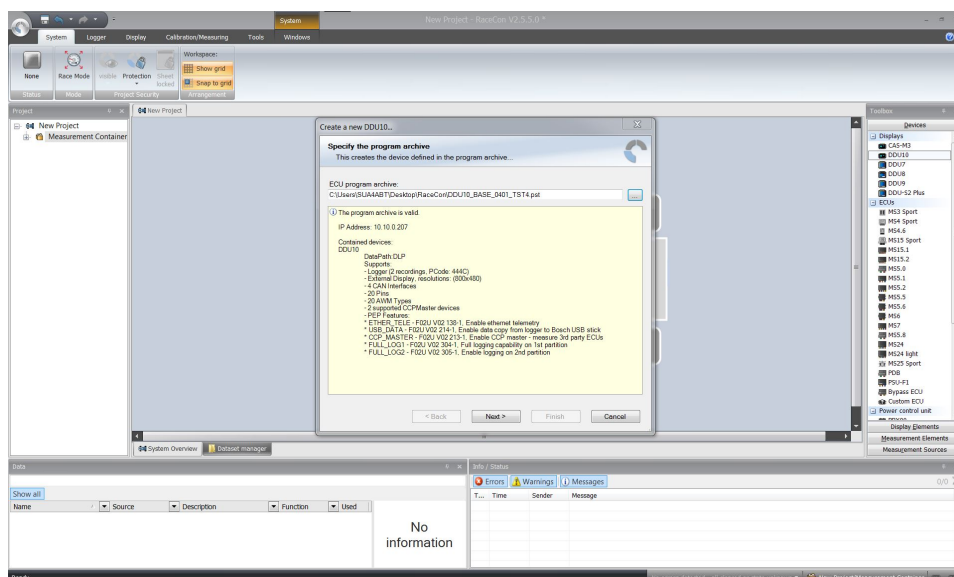 System
New Project - RaceCon V2.5.5.0 *
System
Logger
Display
Calibration/Measuring
Tools
Windows
None
Race Mode
visible
Protection
Sheet locked
Workspace:
Show grid
Snap to grid
Status
Mode
Project Security
Arrangement
Project
New Project
Measurement Container
New Project
Create a new DDU10...
Specify the program archive
This creates the device defined in the program archive...
ECU program archive:
C:\Users\SUA4ABT\Desktop\RaceCon\DDU10_BASE_0401_TST4.pst
...
The program archive is valid
IP Address: 10.10.0.207
Contained devices:
DDU10
DataPath:DLP
Supports:
- Logger (2 recordings, PCode: 444C)
- External Display, resolutions: (800x480)
- 4 CAN Interfaces
- 20 Pins
- 20 AWM Types
- 2 supported CCPMaster devices
- PEP Features:
* ETHER_TELE - F02U V02 138-1, Enable ethernet telemetry
* USB_DATA - F02U V02 214-1, Enable data copy from logger to Bosch USB stick
* CCP_MASTER - F02U V02 213-1, Enable CCP master - measure 3rd party ECUs
* FULL_LOG1 - F02U V02 304-1, Full logging capability on 1st partition
* FULL_LOG2 - F02U V02 305-1, Enable logging on 2nd partition
< Back
Next >
Finish
Cancel
System Overview
Dataset manager
Toolbox
Devices
Displays
CAS-M3
DDU10
DDU7
DDU8
DDU9
DDU-S2 Plus
ECUs
MS3 Sport
MS4 Sport
MS4.6
MS15 Sport
MS15.1
MS15.2
MS5.0
MS5.1
MS5.2
MS5.5
MS5.6
MS6
MS7
MS5.8
MS24
MS24 light
MS25 Sport
PDB
PSU-F1
Bypass ECU
Custom ECU
Power control unit
Display Elements
Measurement Elements
Measurement Sources
Data
Show all
Name
Source
Description
Function
Used
No information
Info / Status
Errors
Warnings
Messages
0/0
T...
Time
Sender
Message
Ready